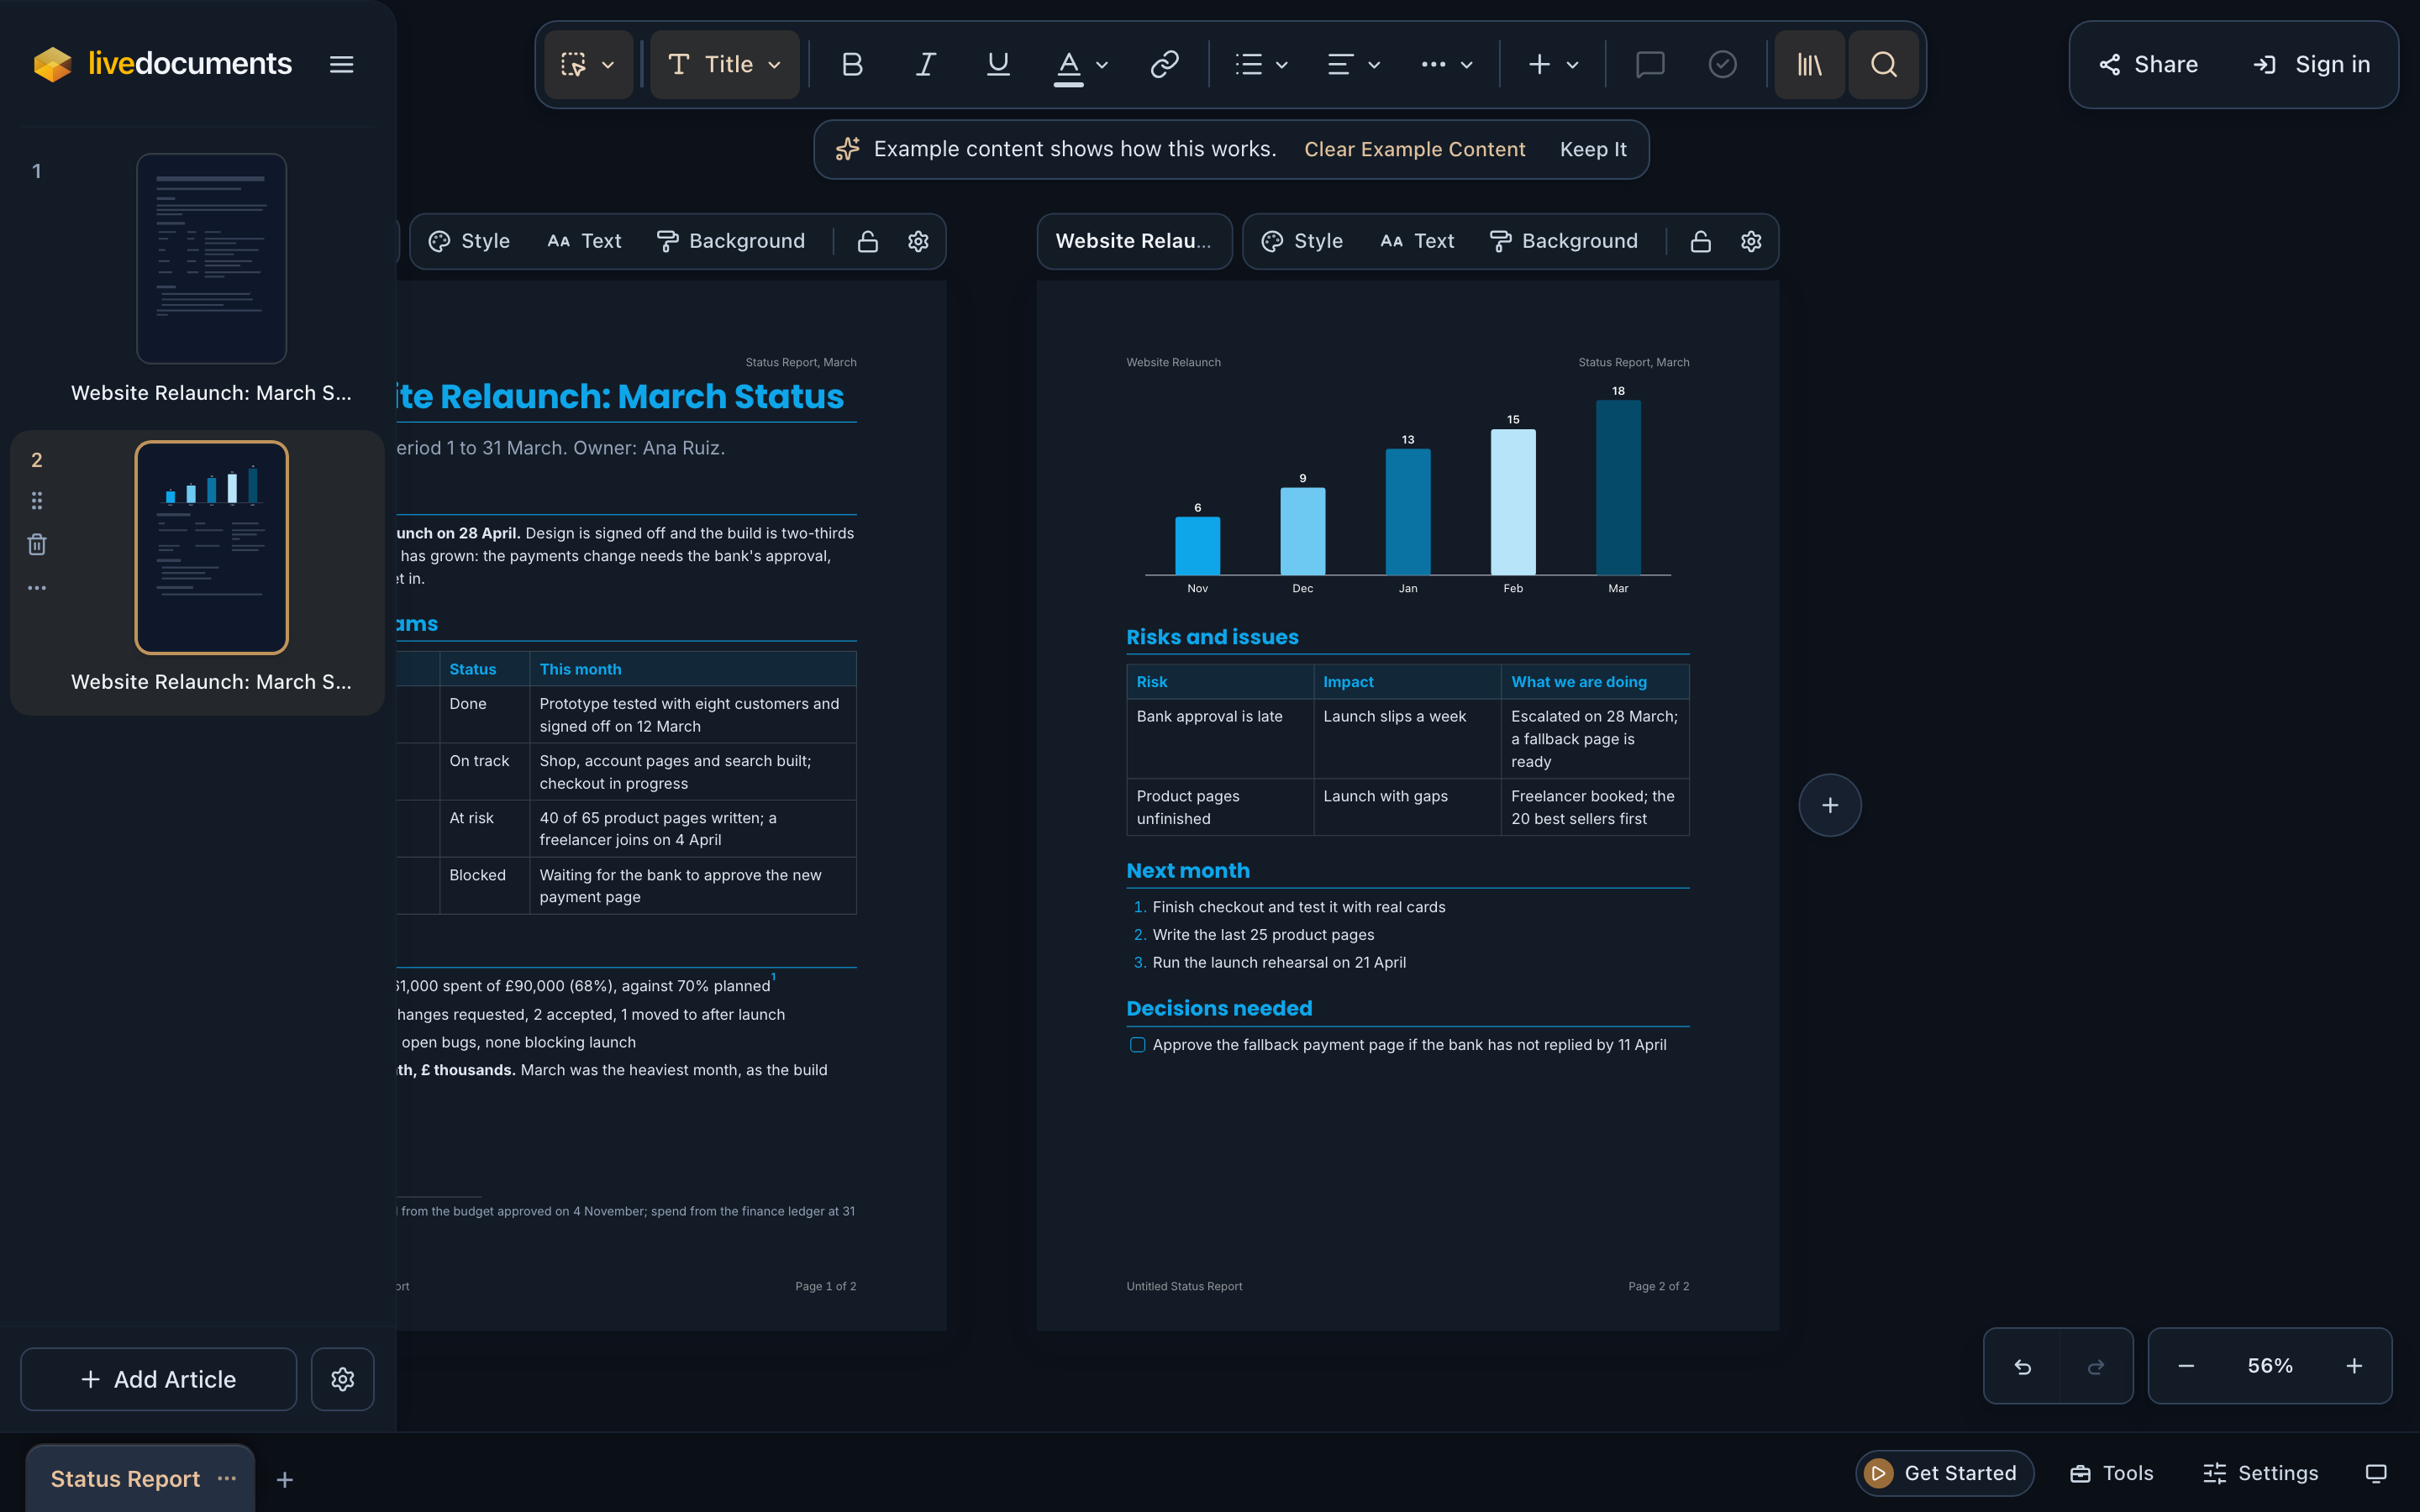 livedocuments
Title
Share
Sign in
Example content shows how this works. Clear Example Content Keep It
1
Website Relaunch: March S...
2
Website Relaunch: March S...
Add Article
Style
Text
Background
Status Report, March
Relaunch: March Status
1 to 31 March. Owner: Ana Ruiz.
on 28 April. Design is signed off and the build is two-thirds
has grown: the payments change needs the bank's approval,
in.
Status This month
Done Prototype tested with eight customers and
signed off on 12 March
On track Shop, account pages and search built;
checkout in progress
At risk 40 of 65 product pages written; a
freelancer joins on 4 April
Blocked Waiting for the bank to approve the new
payment page
spent of £90,000 (68%), against 70% planned1
requested, 2 accepted, 1 moved to after launch
open bugs, none blocking launch
£ thousands. March was the heaviest month, as the build
from the budget approved on 4 November; spend from the finance ledger at 31
Page 1 of 2
Website Relau...
Style
Text
Background
Website Relaunch
Status Report, March
6
9
13
15
18
Nov
Dec
Jan
Feb
Mar
Risks and issues
Risk Impact What we are doing
Bank approval is late Launch slips a week Escalated on 28 March;
a fallback page is
ready
Product pages Launch with gaps Freelancer booked; the
unfinished 20 best sellers first
Next month
1. Finish checkout and test it with real cards
2. Write the last 25 product pages
3. Run the launch rehearsal on 21 April
Decisions needed
Approve the fallback payment page if the bank has not replied by 11 April
Untitled Status Report
Page 2 of 2
56%
Status Report
Get Started
Tools
Settings